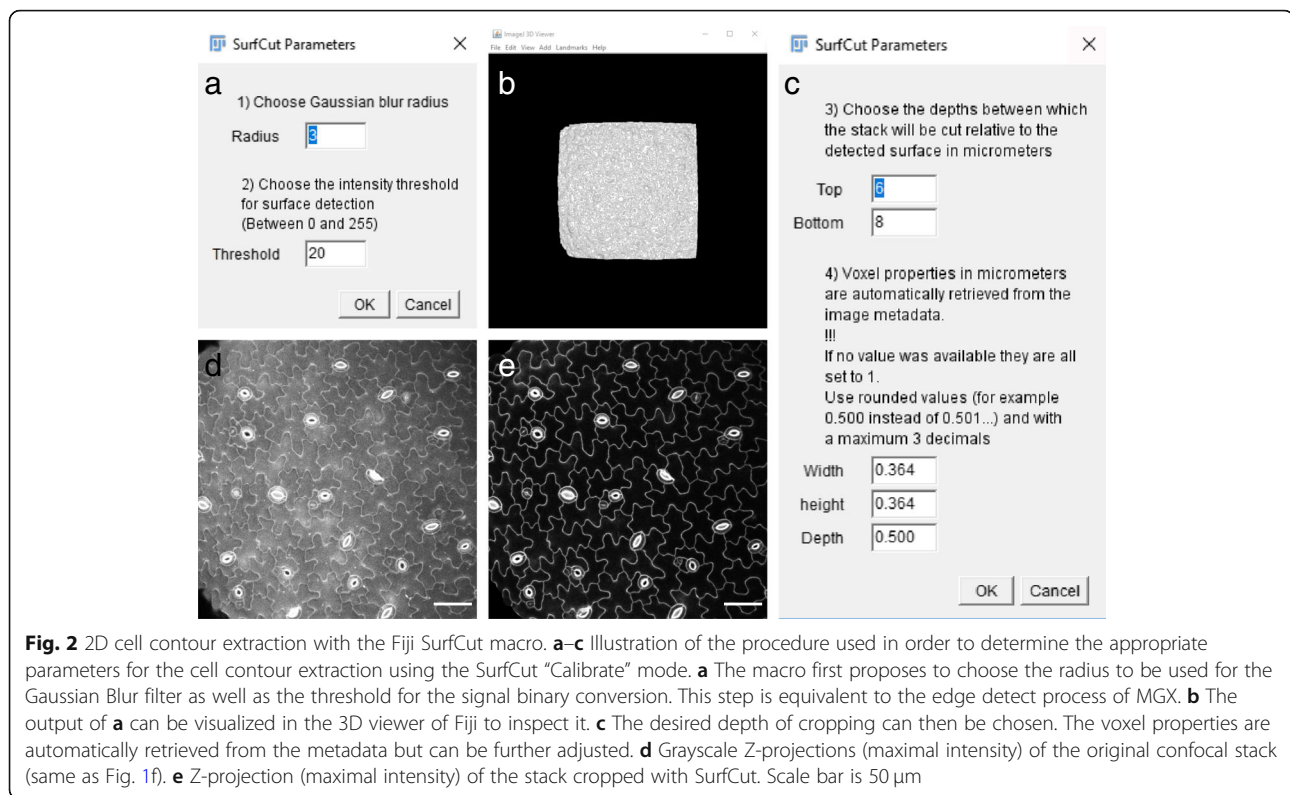 SurfCut Parameters
a
1) Choose Gaussian blur radius
Radius 3
2) Choose the intensity threshold
for surface detection
(Between 0 and 255)
Threshold 20
OK Cancel
ImageJ 3D Viewer
File Edit View Add Landmarks Help
b
SurfCut Parameters
c
3) Choose the depths between which
the stack will be cut relative to the
detected surface in micrometers
Top 6
Bottom 8
4) Voxel properties in micrometers
are automatically retrieved from the
image metadata.
!!!
If no value was available they are all
set to 1.
Use rounded values (for example
0.500 instead of 0.501...) and with
a maximum 3 decimals
Width 0.364
height 0.364
Depth 0.500
OK Cancel
d
e
Fig. 2 2D cell contour extraction with the Fiji SurfCut macro. a–c Illustration of the procedure used in order to determine the appropriate
parameters for the cell contour extraction using the SurfCut “Calibrate” mode. a The macro first proposes to choose the radius to be used for the
Gaussian Blur filter as well as the threshold for the signal binary conversion. This step is equivalent to the edge detect process of MGX. b The
output of a can be visualized in the 3D viewer of Fiji to inspect it. c The desired depth of cropping can then be chosen. The voxel properties are
automatically retrieved from the metadata but can be further adjusted. d Grayscale Z-projections (maximal intensity) of the original confocal stack
(same as Fig. 1f). e Z-projection (maximal intensity) of the stack cropped with SurfCut. Scale bar is 50 μm